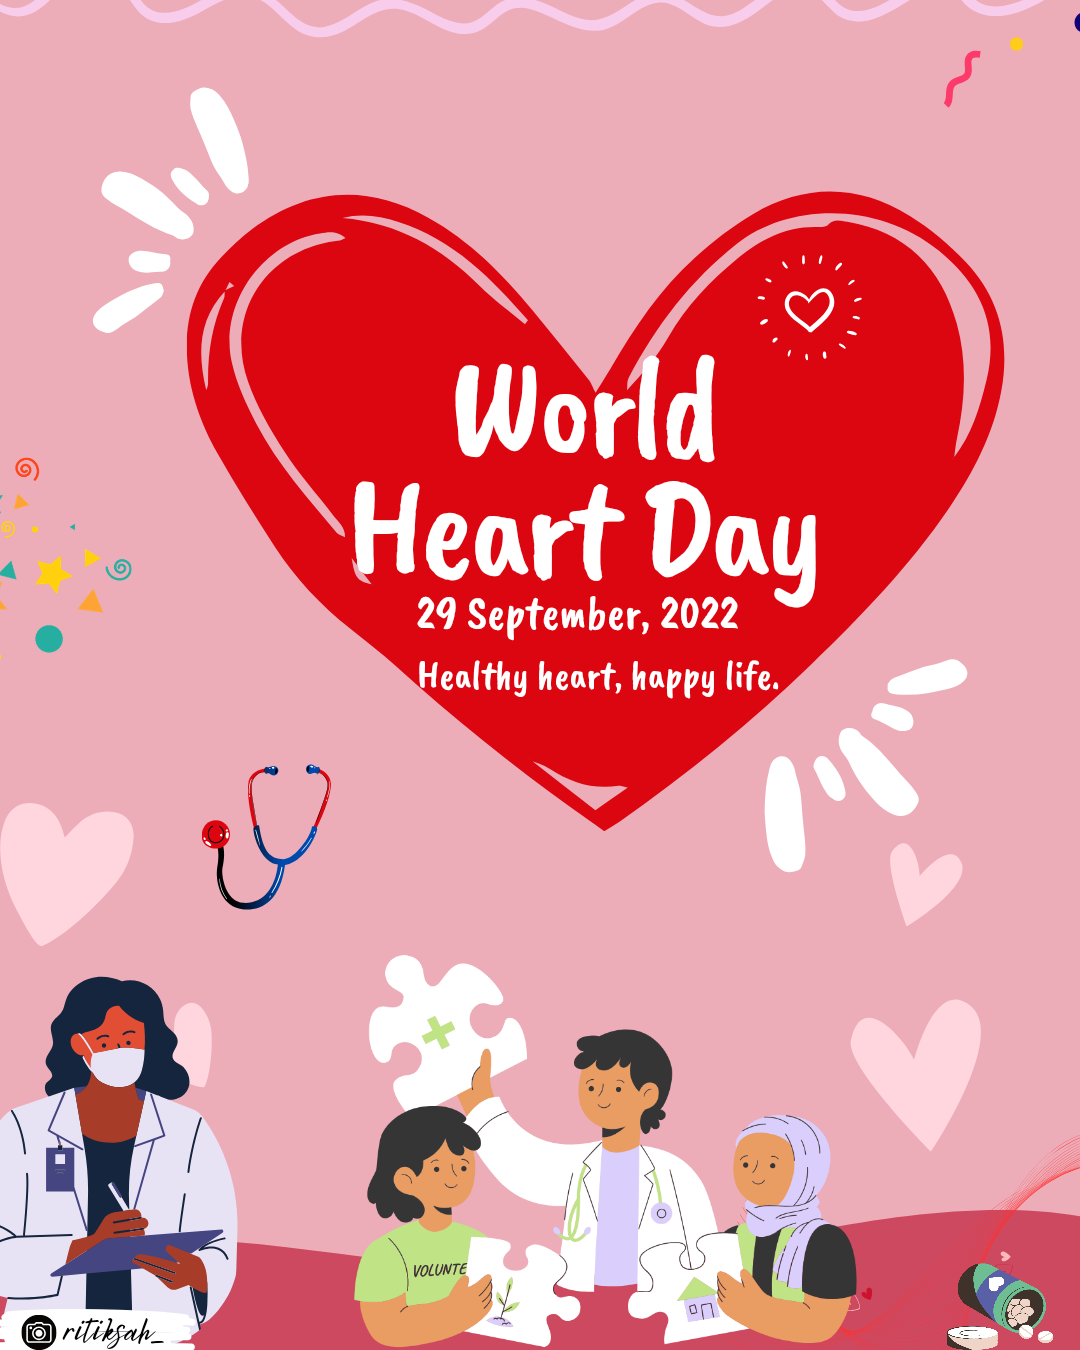 World
Heart Day
29 September, 2022
Healthy heart, happy life.
VOLUNTE
ritiksah_